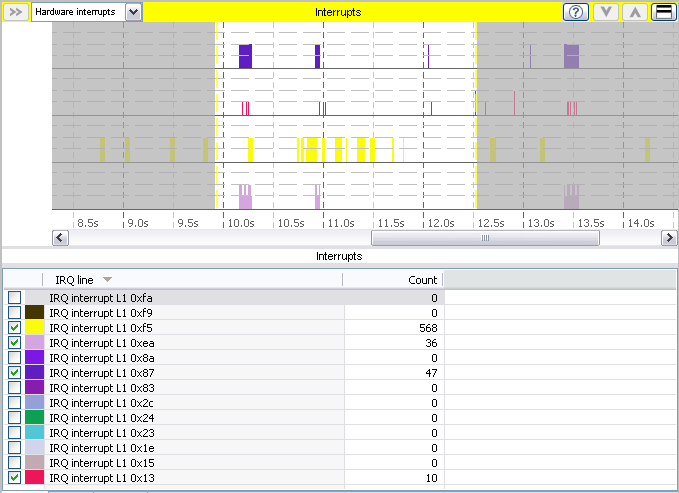 >> Hardware interrupts Interrupts ?
8.5s 9.0s 9.5s 10.0s 10.5s 11.0s 11.5s 12.0s 12.5s 13.0s 13.5s 14.0s
Interrupts
IRQ line Count
IRQ interrupt L1 0xfa 0
IRQ interrupt L1 0xf9 0
IRQ interrupt L1 0xf5 568
IRQ interrupt L1 0xea 36
IRQ interrupt L1 0x8a 0
IRQ interrupt L1 0x87 47
IRQ interrupt L1 0x83 0
IRQ interrupt L1 0x2c 0
IRQ interrupt L1 0x24 0
IRQ interrupt L1 0x23 0
IRQ interrupt L1 0x1e 0
IRQ interrupt L1 0x15 0
IRQ interrupt L1 0x13 10